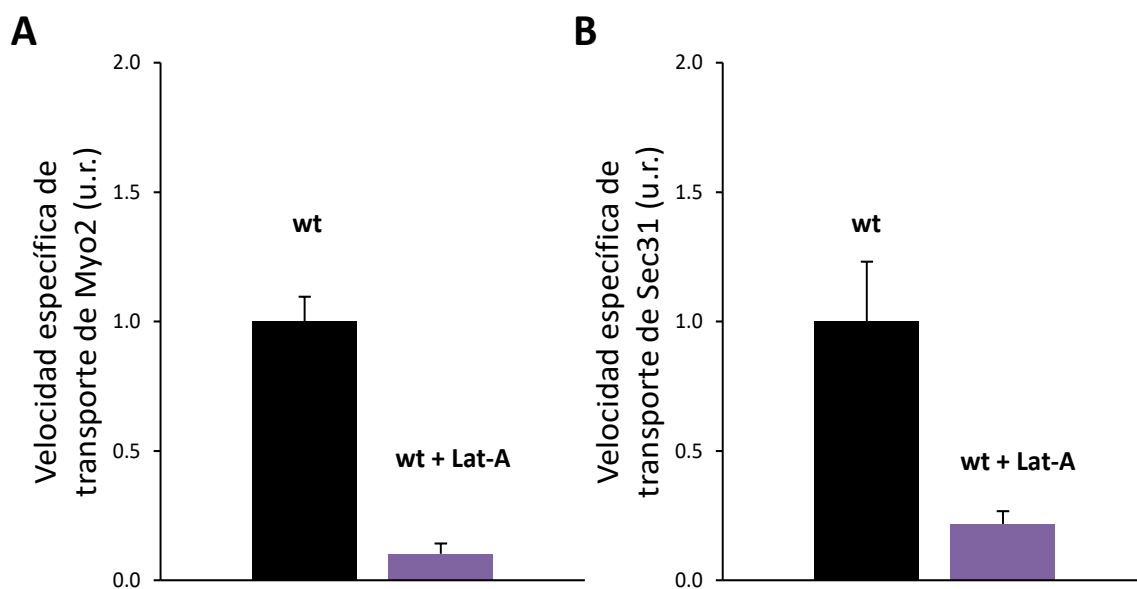 A
Velocidad específica de
transporte de Myo2 (u.r.)
2.0
1.5
1.0
0.5
0.0
wt
wt + Lat-A
B
Velocidad específica de
transporte de Sec31 (u.r.)
2.0
1.5
1.0
0.5
0.0
wt
wt + Lat-A